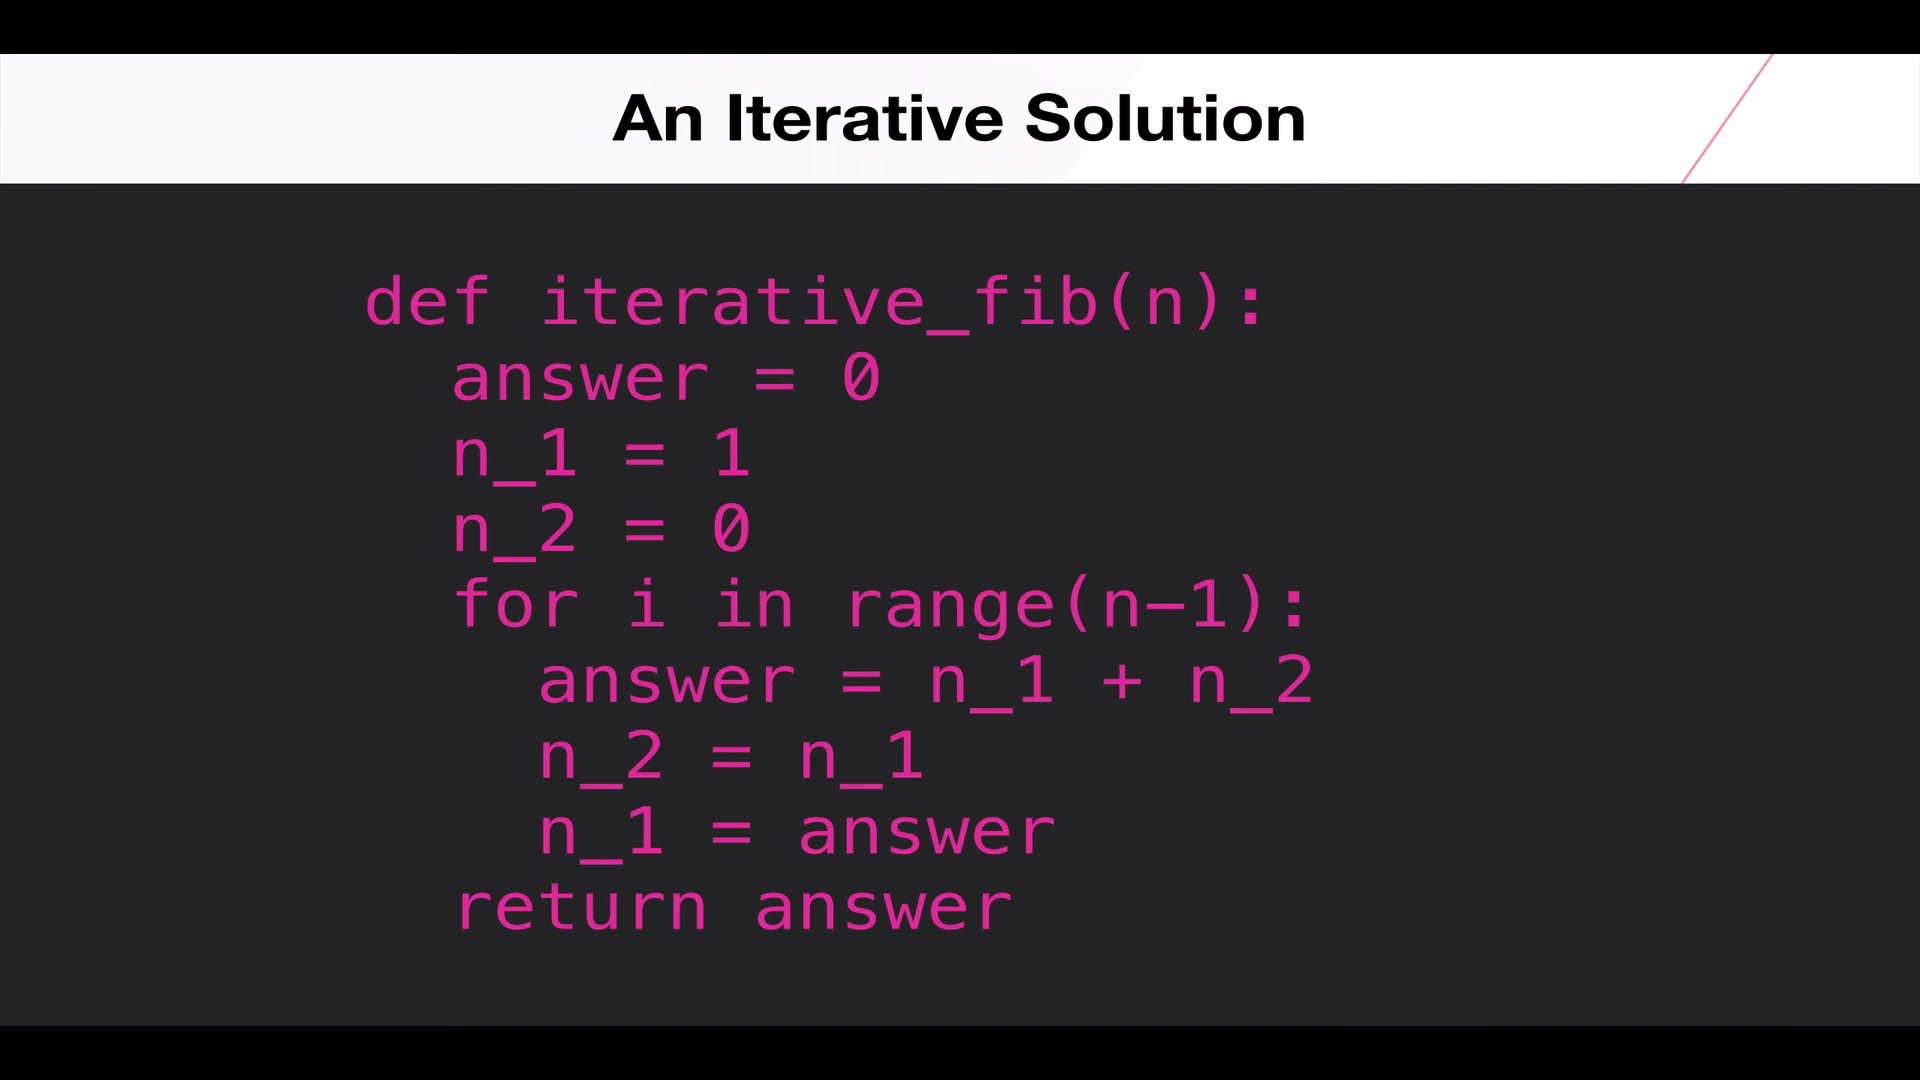 An Iterative Solution
def iterative_fib(n):
  answer = 0
  n_1 = 1
  n_2 = 0
  for i in range(n-1):
    answer = n_1 + n_2
    n_2 = n_1
    n_1 = answer
  return answer